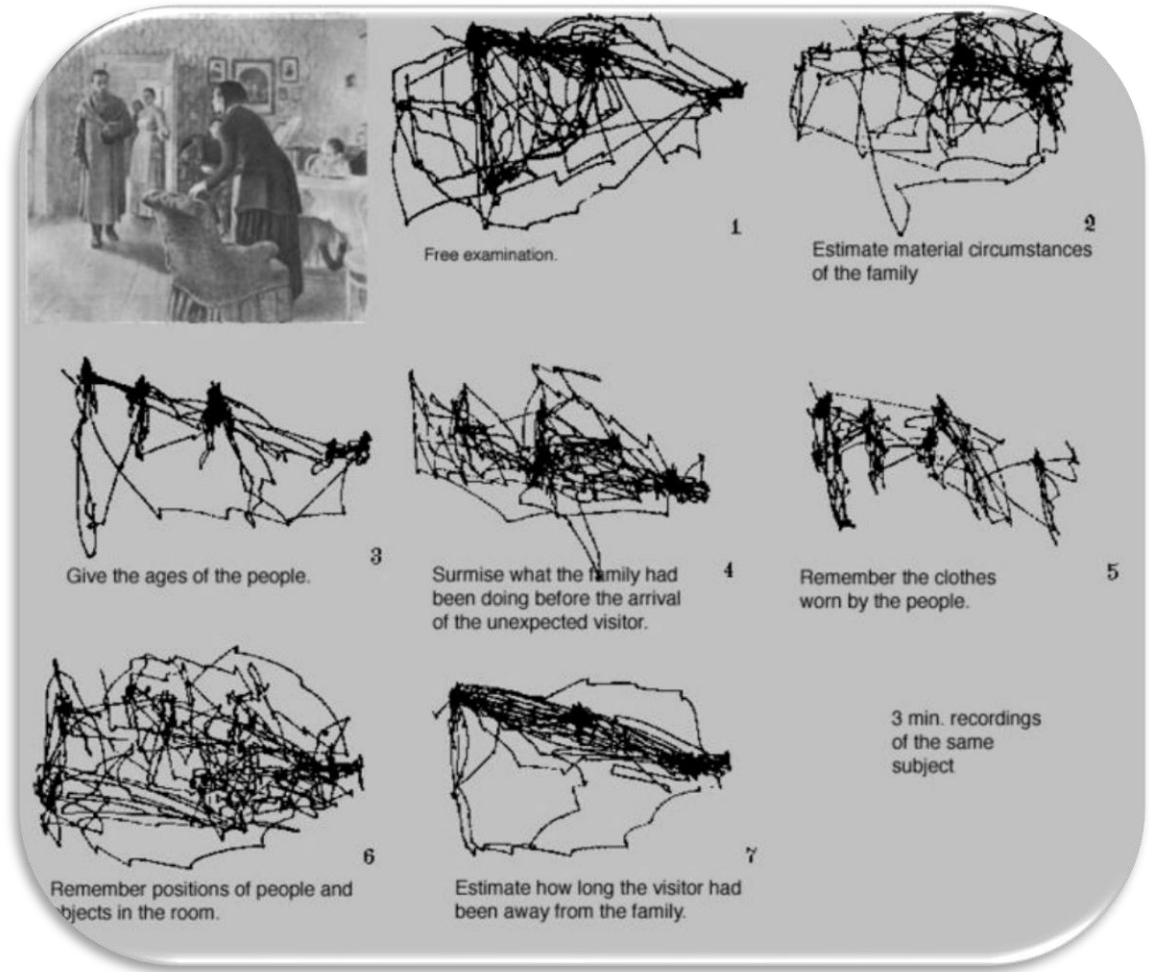 1
Free examination.
2
Estimate material circumstances
of the family
3
Give the ages of the people.
4
Surmise what the family had
been doing before the arrival
of the unexpected visitor.
5
Remember the clothes
worn by the people.
6
Remember positions of people and
objects in the room.
7
Estimate how long the visitor had
been away from the family.
3 min. recordings
of the same
subject